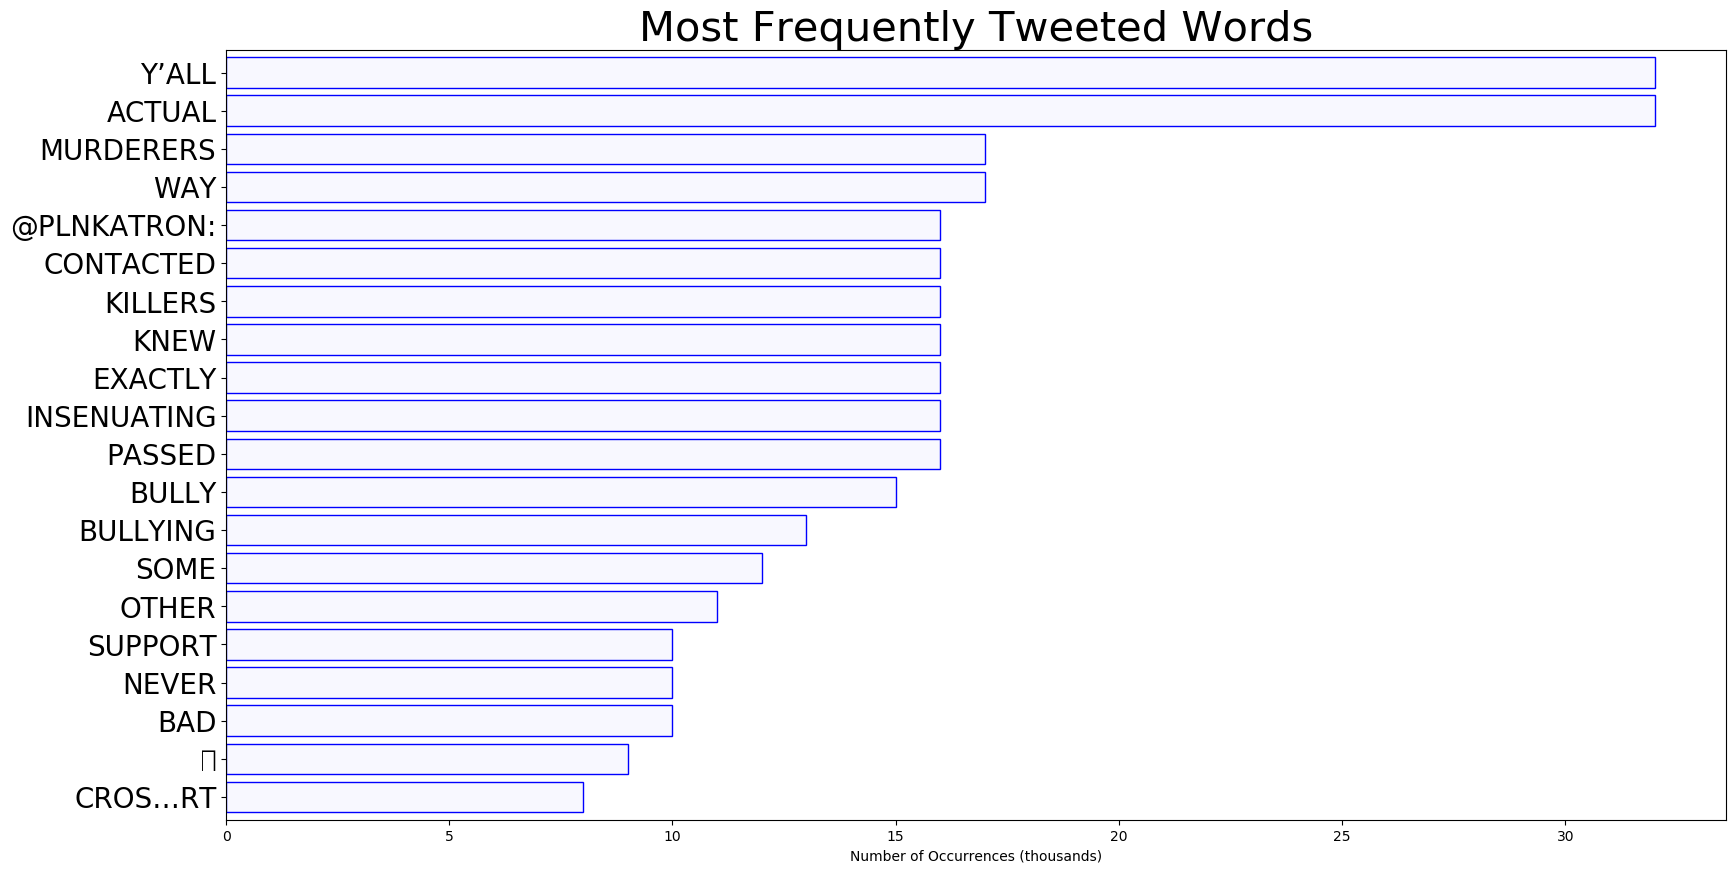 Most Frequently Tweeted Words
Y’ALL
ACTUAL
MURDERERS
WAY
@PLNKATRON:
CONTACTED
KILLERS
KNEW
EXACTLY
INSENUATING
PASSED
BULLY
BULLYING
SOME
OTHER
SUPPORT
NEVER
BAD
CROS…RT
0 5 10 15 20 25 30
Number of Occurrences (thousands)